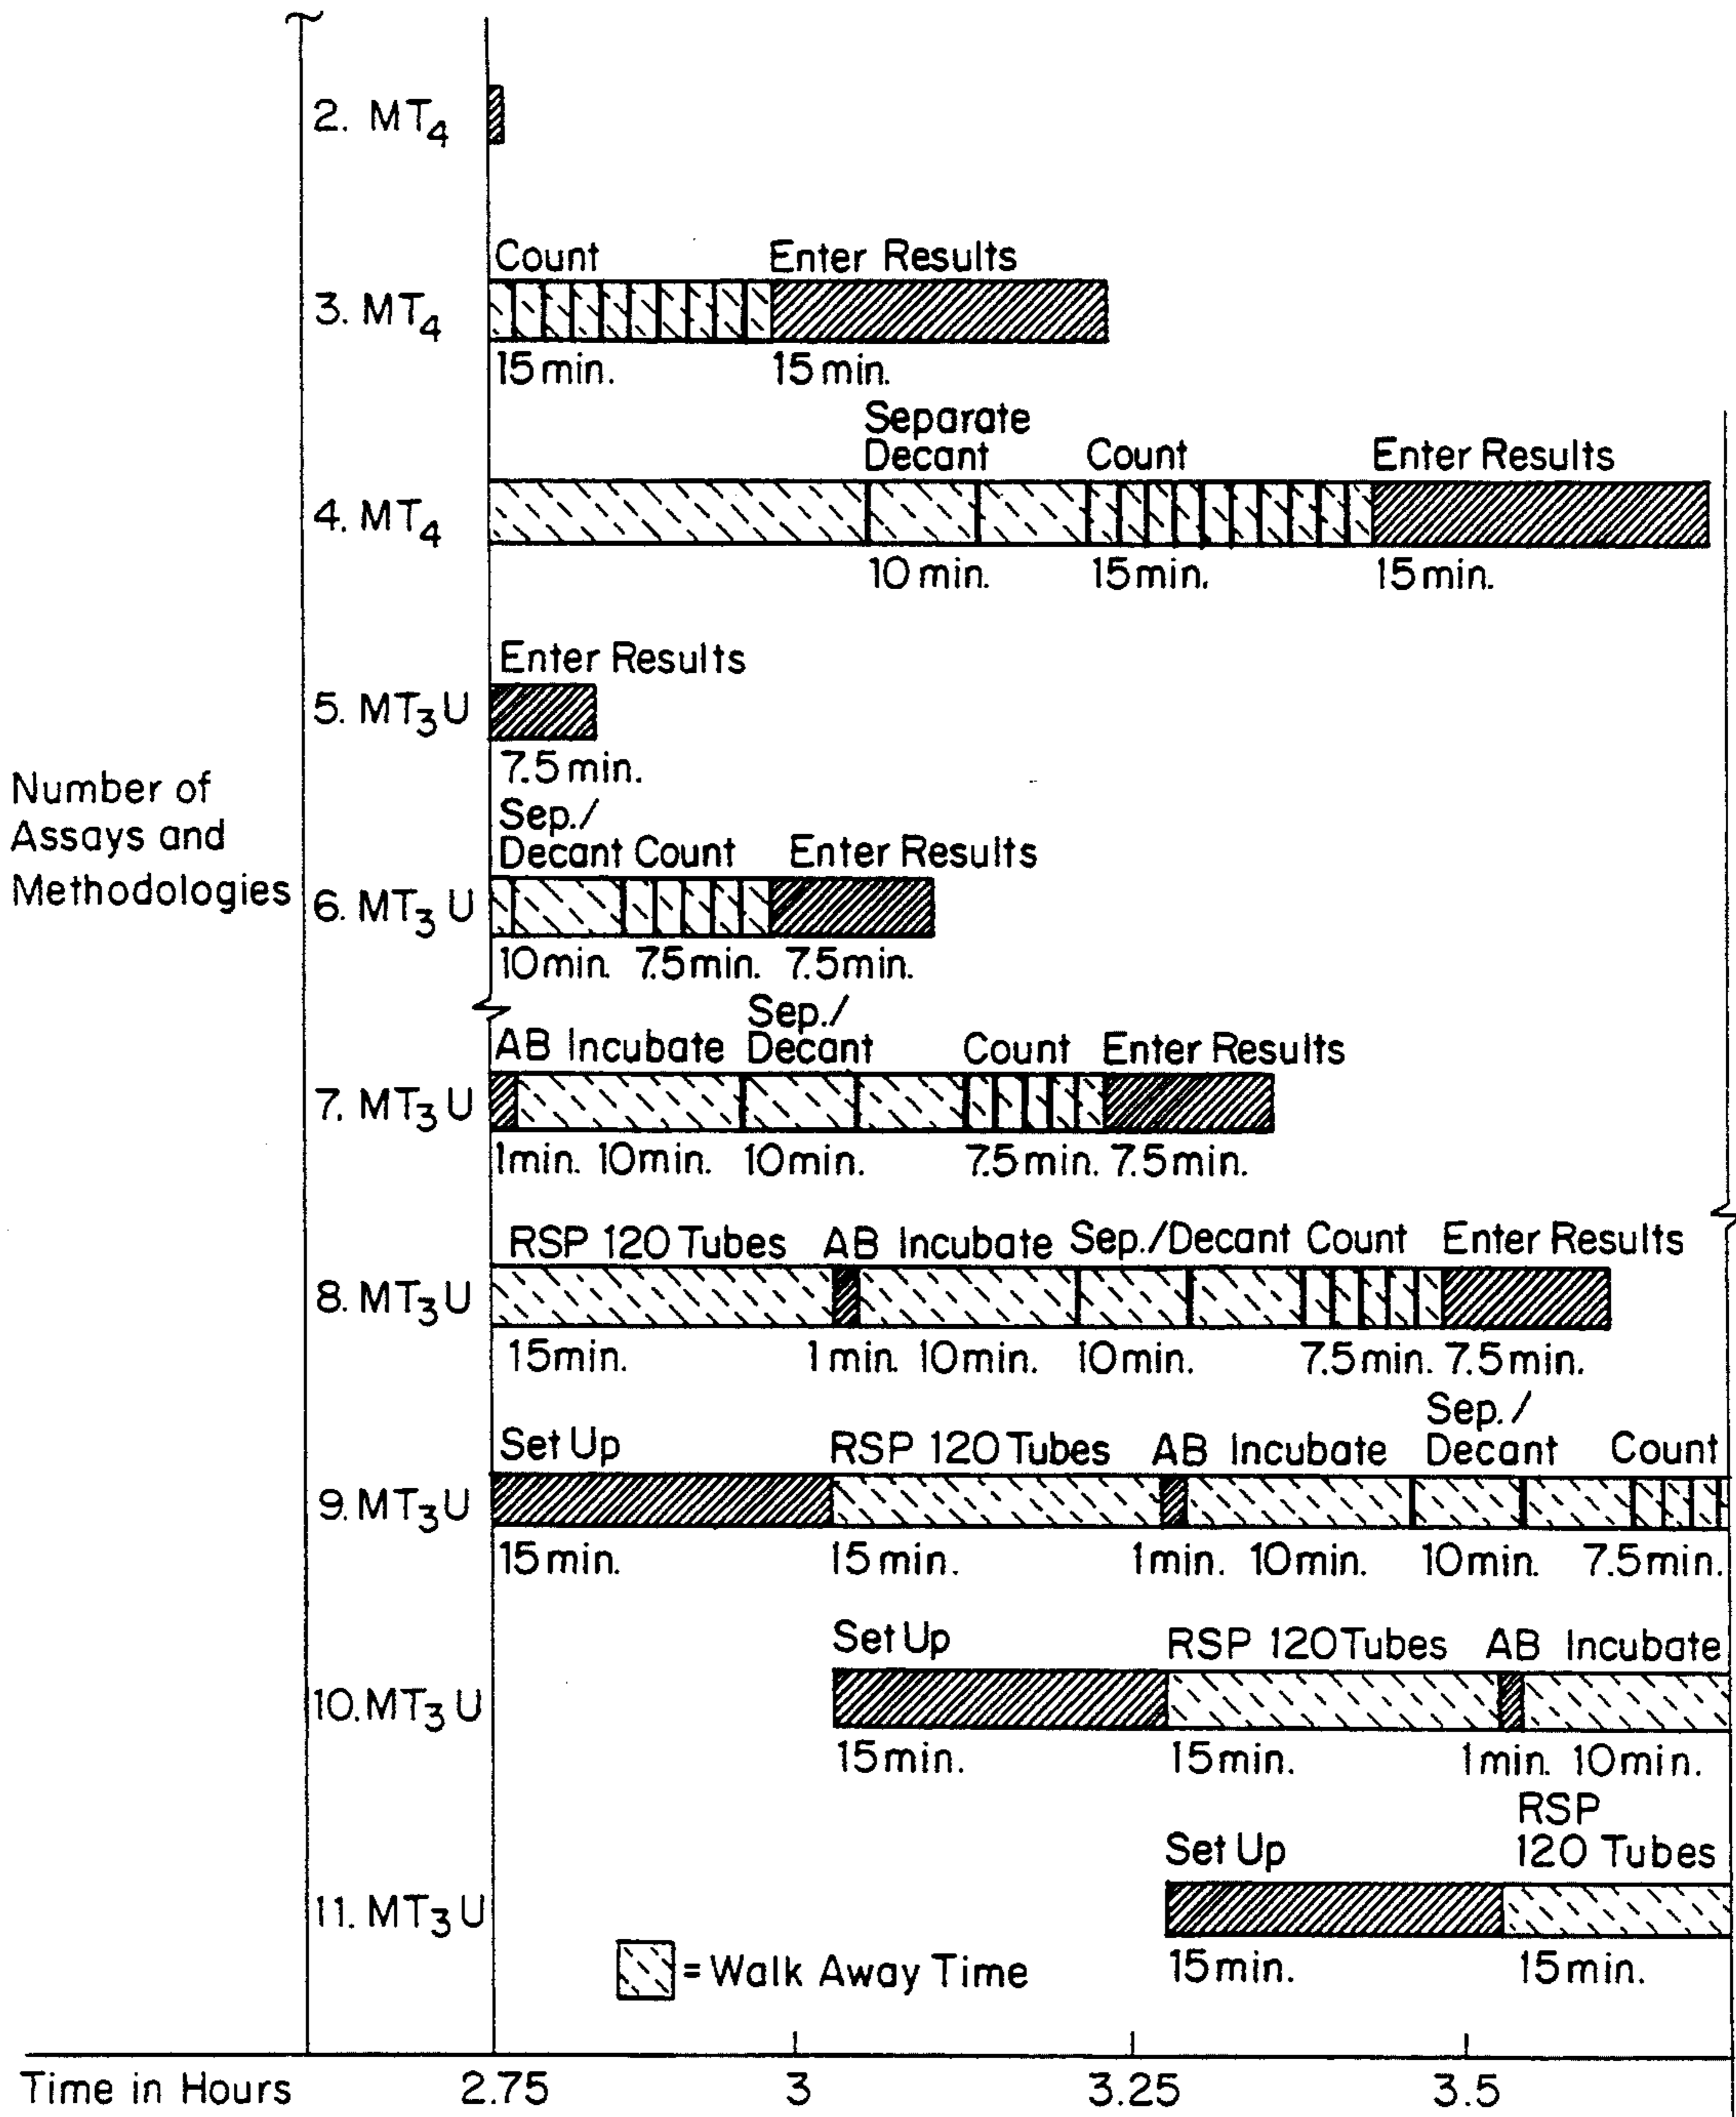 2. MT4
Count Enter Results
3. MT4
15 min. 15 min.
Separate
Decant Count Enter Results
4. MT4
10 min. 15 min. 15 min.
Enter Results
5. MT3U
7.5 min.
Number of
Assays and
Methodologies
Sep./
Decant Count Enter Results
6. MT3U
10 min. 7.5 min. 7.5 min.
Sep./
AB Incubate Decant Count Enter Results
7. MT3U
1 min. 10 min. 10 min. 7.5 min. 7.5 min.
RSP 120 Tubes AB Incubate Sep./Decant Count Enter Results
8. MT3U
15 min. 1 min. 10 min. 10 min. 7.5 min. 7.5 min.
Sep./
Set Up RSP 120 Tubes AB Incubate Decant Count
9. MT3U
15 min. 15 min. 1 min. 10 min. 10 min. 7.5 min.
Set Up RSP 120 Tubes AB Incubate
10. MT3U
15 min. 15 min. 1 min. 10 min.
RSP
Set Up 120 Tubes
11. MT3U
15 min. 15 min.
= Walk Away Time
Time in Hours 2.75 3 3.25 3.5